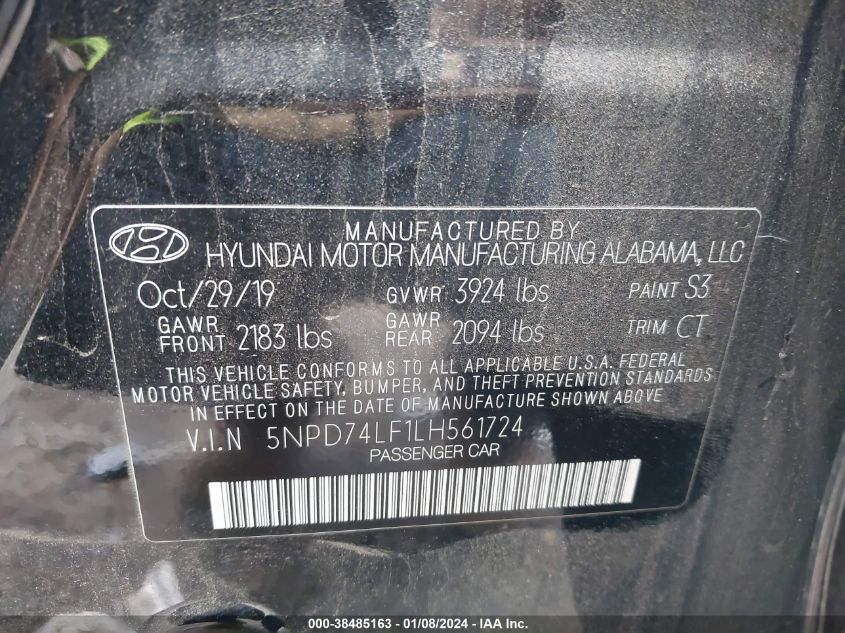 MANUFACTURED BY
HYUNDAI MOTOR MANUFACTURING ALABAMA, LLC
Oct/29/19 GVWR 3924 lbs PAINT S3
GAWR FRONT 2183 lbs GAWR REAR 2094 lbs TRIM CT
THIS VEHICLE CONFORMS TO ALL APPLICABLE U.S.A. FEDERAL
MOTOR VEHICLE SAFETY, BUMPER, AND THEFT PREVENTION STANDARDS
IN EFFECT ON THE DATE OF MANUFACTURE SHOWN ABOVE
V.I.N 5NPD74LF1LH561724
PASSENGER CAR
000-38485163 - 01/08/2024 - IAA Inc.